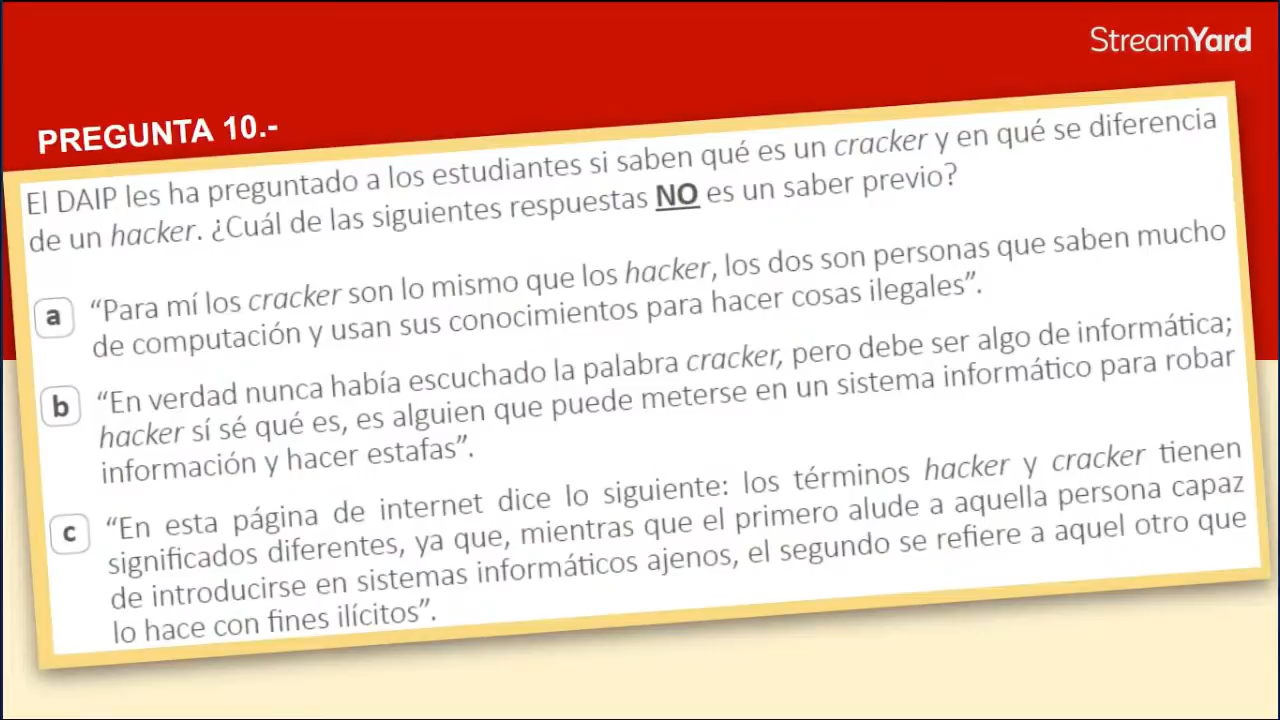 StreamYard
PREGUNTA 10.-
El DAIP les ha preguntado a los estudiantes si saben qué es un cracker y en qué se diferencia
de un hacker. ¿Cuál de las siguientes respuestas NO es un saber previo?
a “Para mí los cracker son lo mismo que los hacker, los dos son personas que saben mucho
de computación y usan sus conocimientos para hacer cosas ilegales”.
b “En verdad nunca había escuchado la palabra cracker, pero debe ser algo de informática;
hacker sí sé qué es, es alguien que puede meterse en un sistema informático para robar
información y hacer estafas”.
c “En esta página de internet dice lo siguiente: los términos hacker y cracker tienen
significados diferentes, ya que, mientras que el primero alude a aquella persona capaz
de introducirse en sistemas informáticos ajenos, el segundo se refiere a aquel otro que
lo hace con fines ilícitos”.